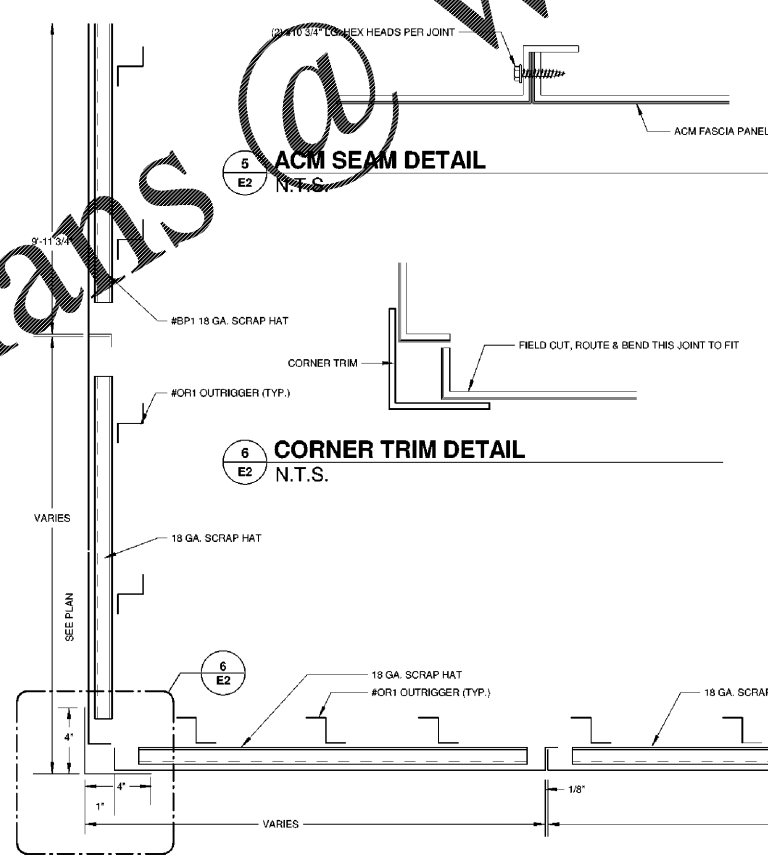 (2) #10 3/4" LG. HEX HEADS PER JOINT
ACM FASCIA PANEL
5
E2
ACM SEAM DETAIL
N.T.S.
ans @ w
9'-11 3/4"
#BP1 18 GA. SCRAP HAT
FIELD CUT, ROUTE & BEND THIS JOINT TO FIT
CORNER TRIM
#OR1 OUTRIGGER (TYP.)
6
E2
CORNER TRIM DETAIL
N.T.S.
VARIES
18 GA. SCRAP HAT
SEE PLAN
6
E2
18 GA. SCRAP HAT
#OR1 OUTRIGGER (TYP.)
18 GA. SCRAP
4"
4"
1"
1/8"
VARIES